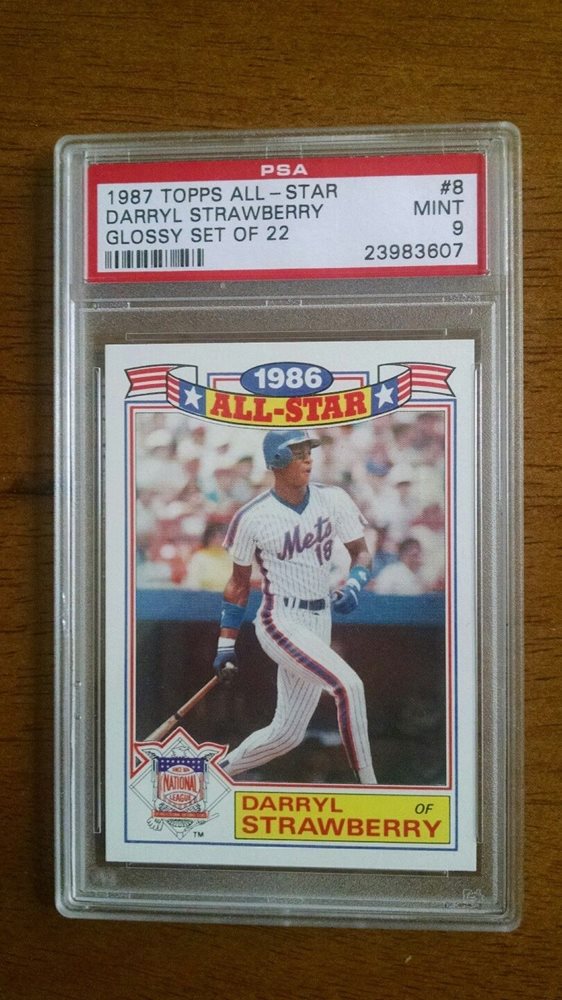 PSA
1987 TOPPS ALL-STAR #8
DARRYL STRAWBERRY MINT
GLOSSY SET OF 22 9
23983607
1986
ALL-STAR
Mets
18
NATIONAL
LEAGUE
TM
DARRYL OF
STRAWBERRY